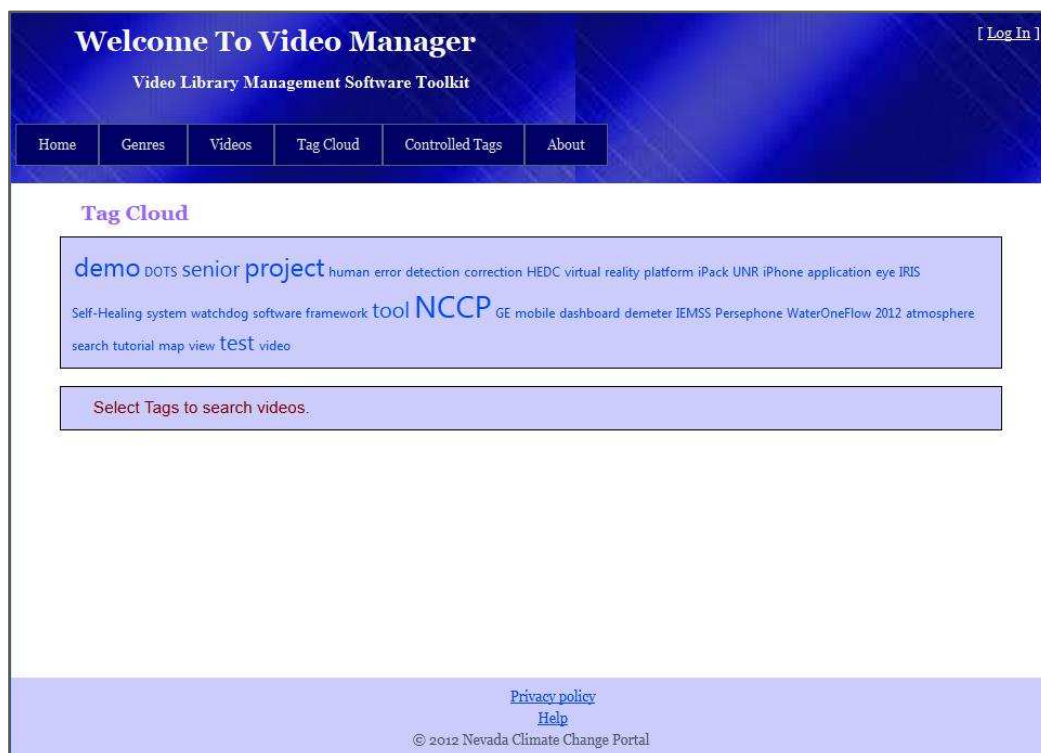 Welcome To Video Manager
[ Log In ]
Video Library Management Software Toolkit
Home Genres Videos Tag Cloud Controlled Tags About
Tag Cloud
demo DOTS senior project human error detection correction HEDC virtual reality platform iPack UNR iPhone application eye IRIS
Self-Healing system watchdog software framework tool NCCP GE mobile dashboard demeter IEMSS Persephone WaterOneFlow 2012 atmosphere
search tutorial map view test video
Select Tags to search videos.
Privacy policy
Help
© 2012 Nevada Climate Change Portal